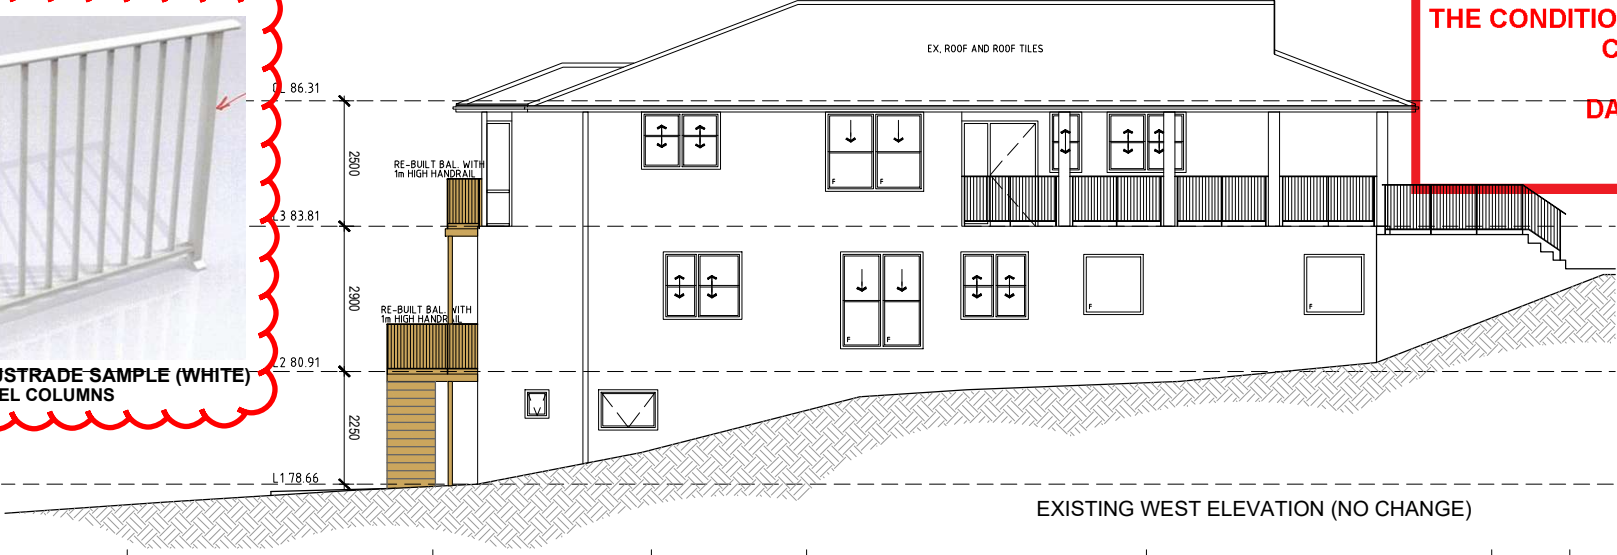 THE CONDITIO
C
DA
EX. ROOF AND ROOF TILES
86.31
2500
RE-BUILT BAL. WITH
1m HIGH HANDRAIL
L3 83.81
2900
RE-BUILT BAL. WITH
1m HIGH HANDRAIL
L2 80.91
2250
L1 78.66
F
F
F
F
F
F
USTRADE SAMPLE (WHITE)
EL COLUMNS
EXISTING WEST ELEVATION (NO CHANGE)